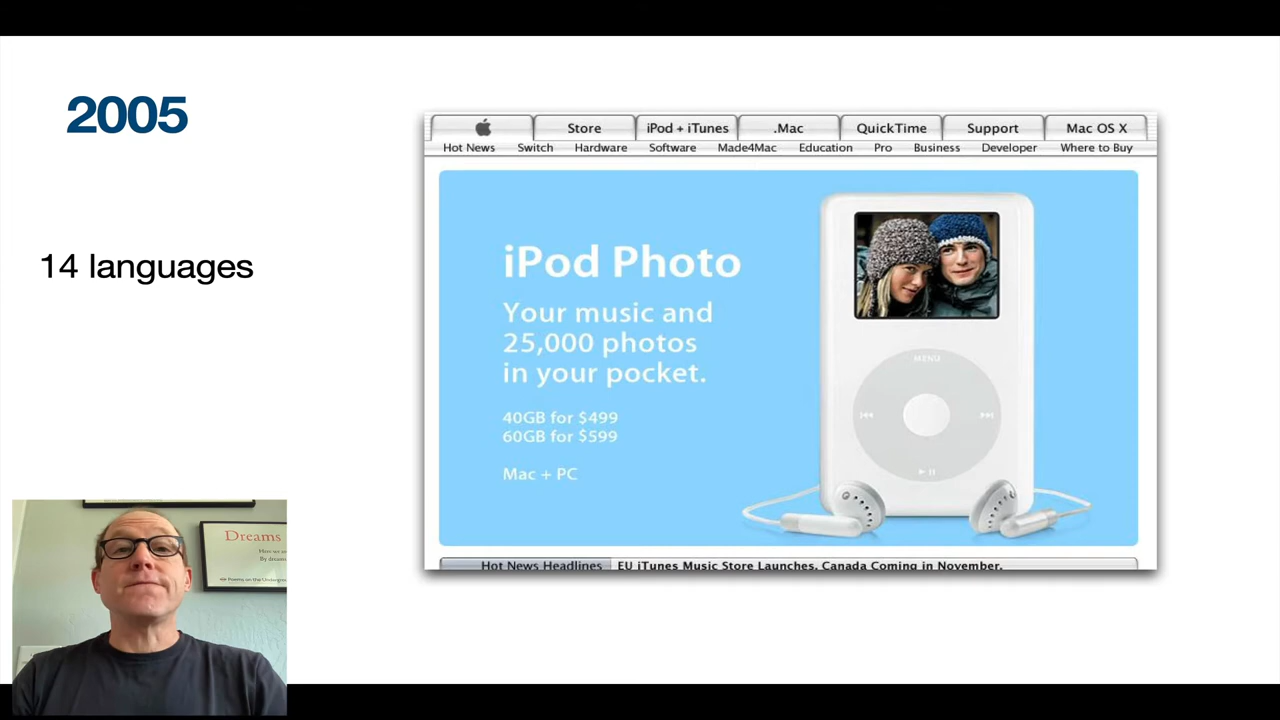 2005
14 languages
Store iPod + iTunes .Mac QuickTime Support Mac OS X
Hot News Switch Hardware Software Made4Mac Education Pro Business Developer Where to Buy
iPod Photo
Your music and
25,000 photos
in your pocket.
40GB for $499
60GB for $599
Mac + PC
MENU
Hot News Headlines EU iTunes Music Store Launches, Canada Coming in November.
Dreams
By dreams